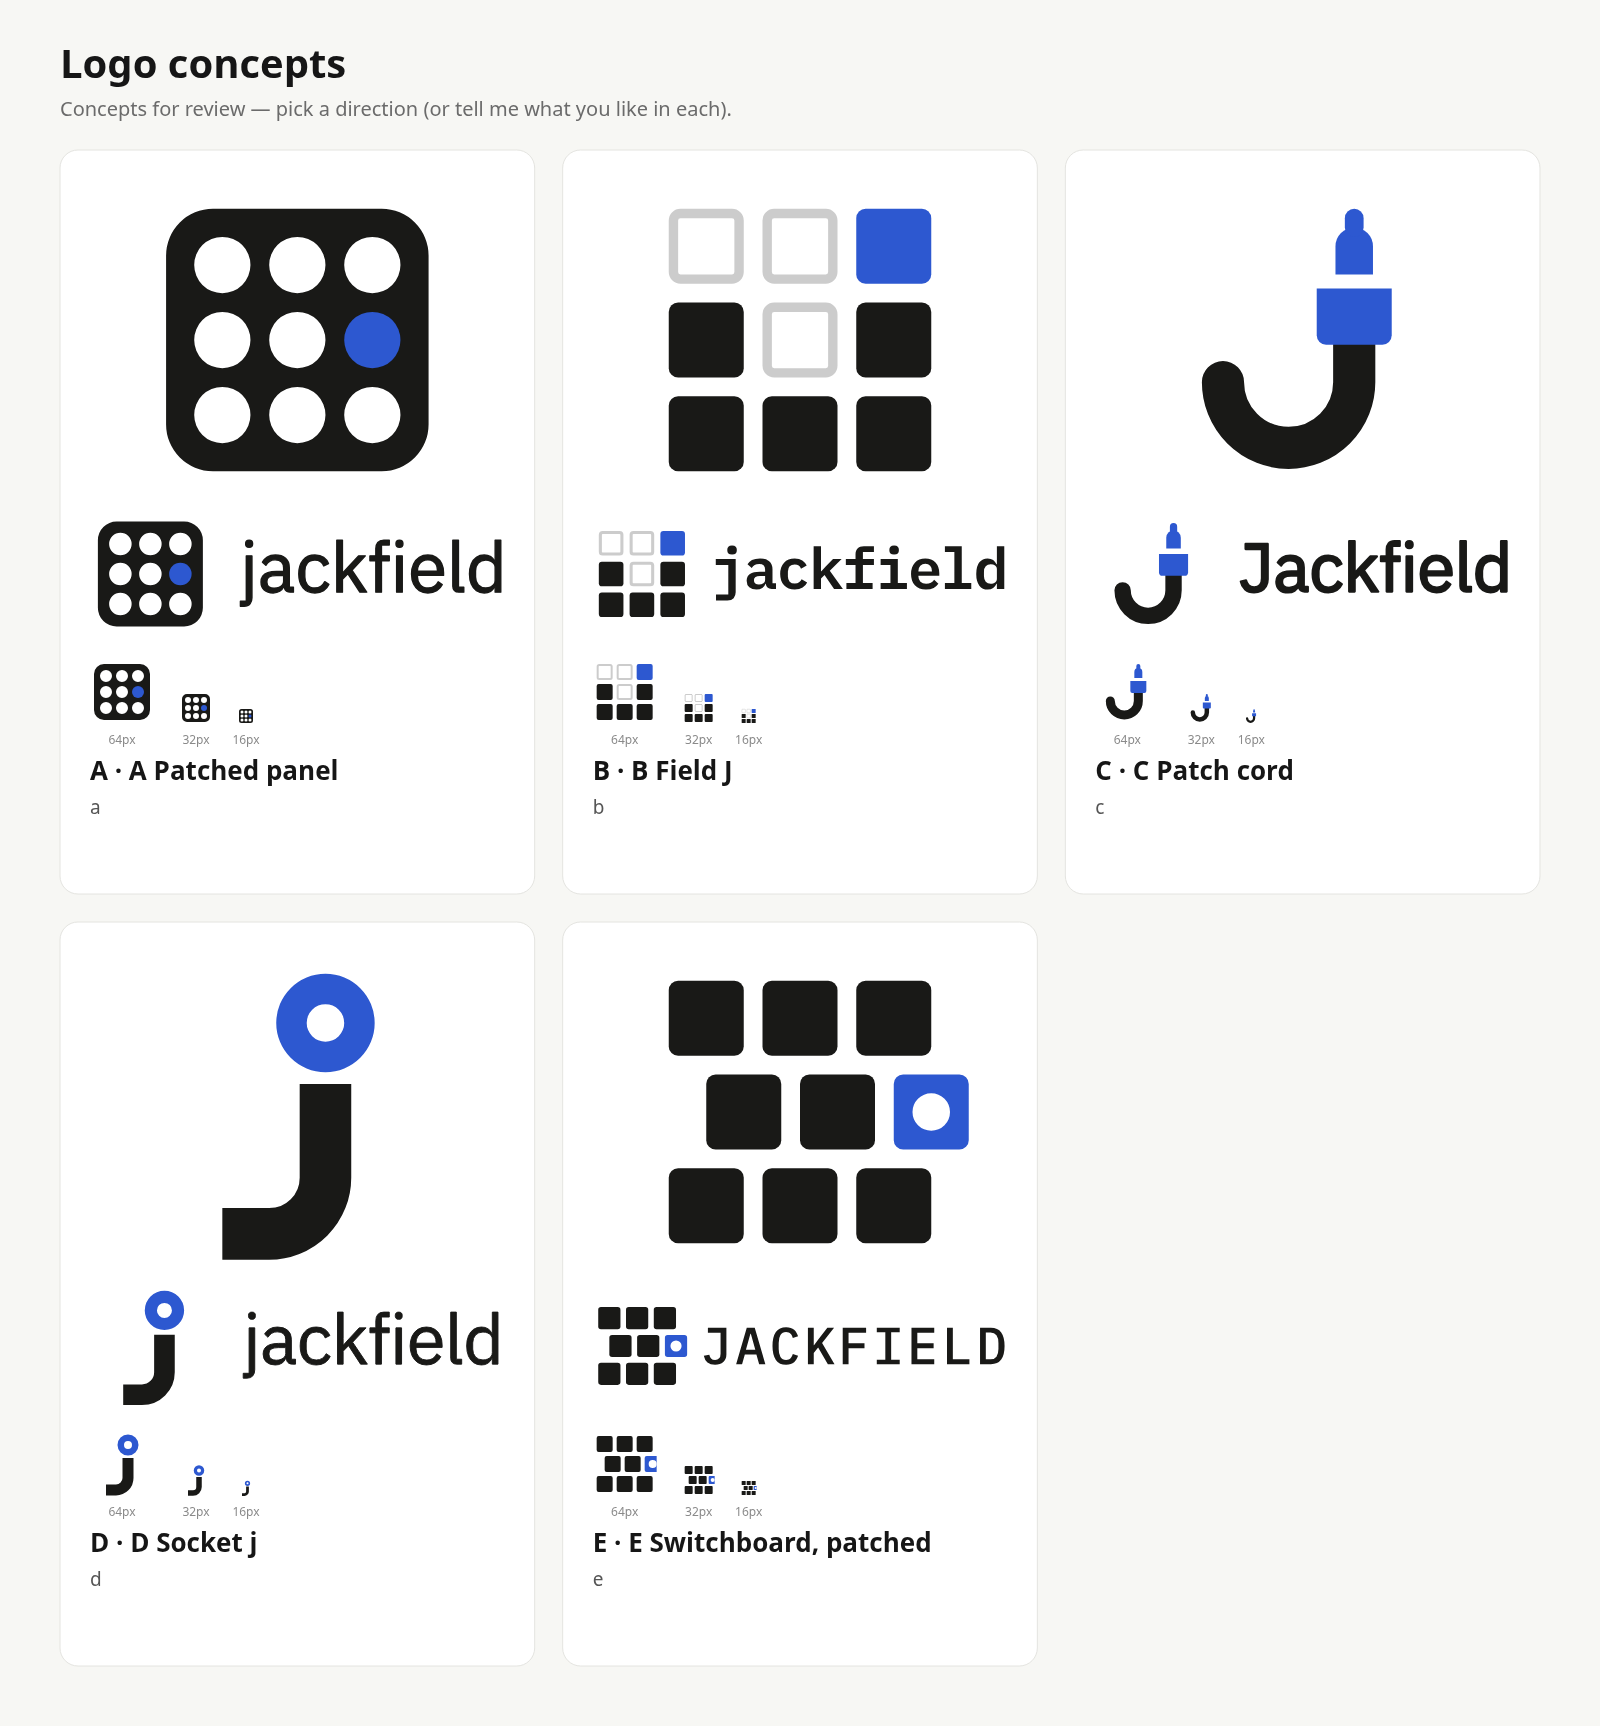 Logo concepts
Concepts for review — pick a direction (or tell me what you like in each).
jackfield
64px 32px 16px
A · A Patched panel
a
jackfield
64px 32px 16px
B · B Field J
b
Jackfield
64px 32px 16px
C · C Patch cord
c
jackfield
64px 32px 16px
D · D Socket j
d
JACKFIELD
64px 32px 16px
E · E Switchboard, patched
e